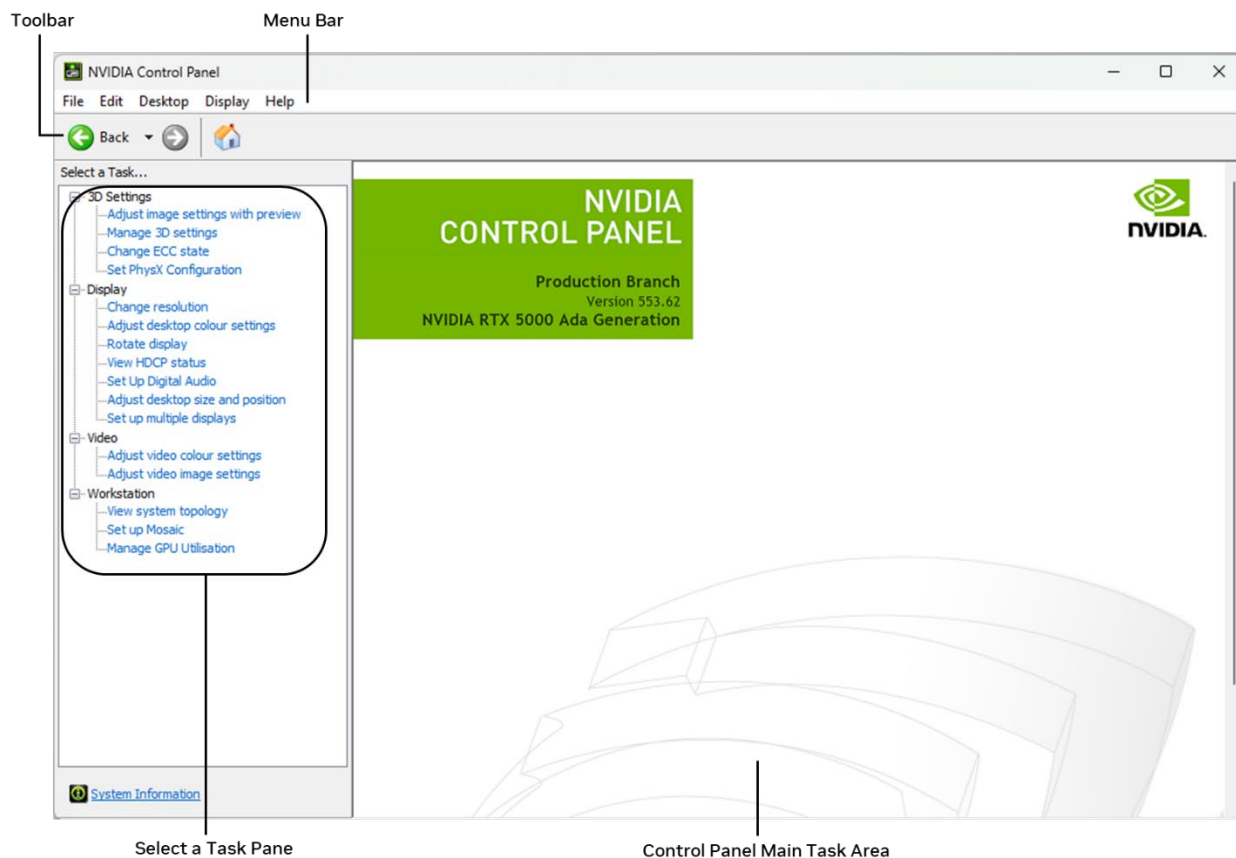 Toolbar
Menu Bar
NVIDIA Control Panel
File Edit Desktop Display Help
Back
Select a Task...
3D Settings
Adjust image settings with preview
Manage 3D settings
Change ECC state
Set PhysX Configuration
Display
Change resolution
Adjust desktop colour settings
Rotate display
View HDCP status
Set Up Digital Audio
Adjust desktop size and position
Set up multiple displays
Video
Adjust video colour settings
Adjust video image settings
Workstation
View system topology
Set up Mosaic
Manage GPU Utilisation
System Information
NVIDIA
CONTROL PANEL
Production Branch
Version 553.62
NVIDIA RTX 5000 Ada Generation
NVIDIA.
Select a Task Pane
Control Panel Main Task Area